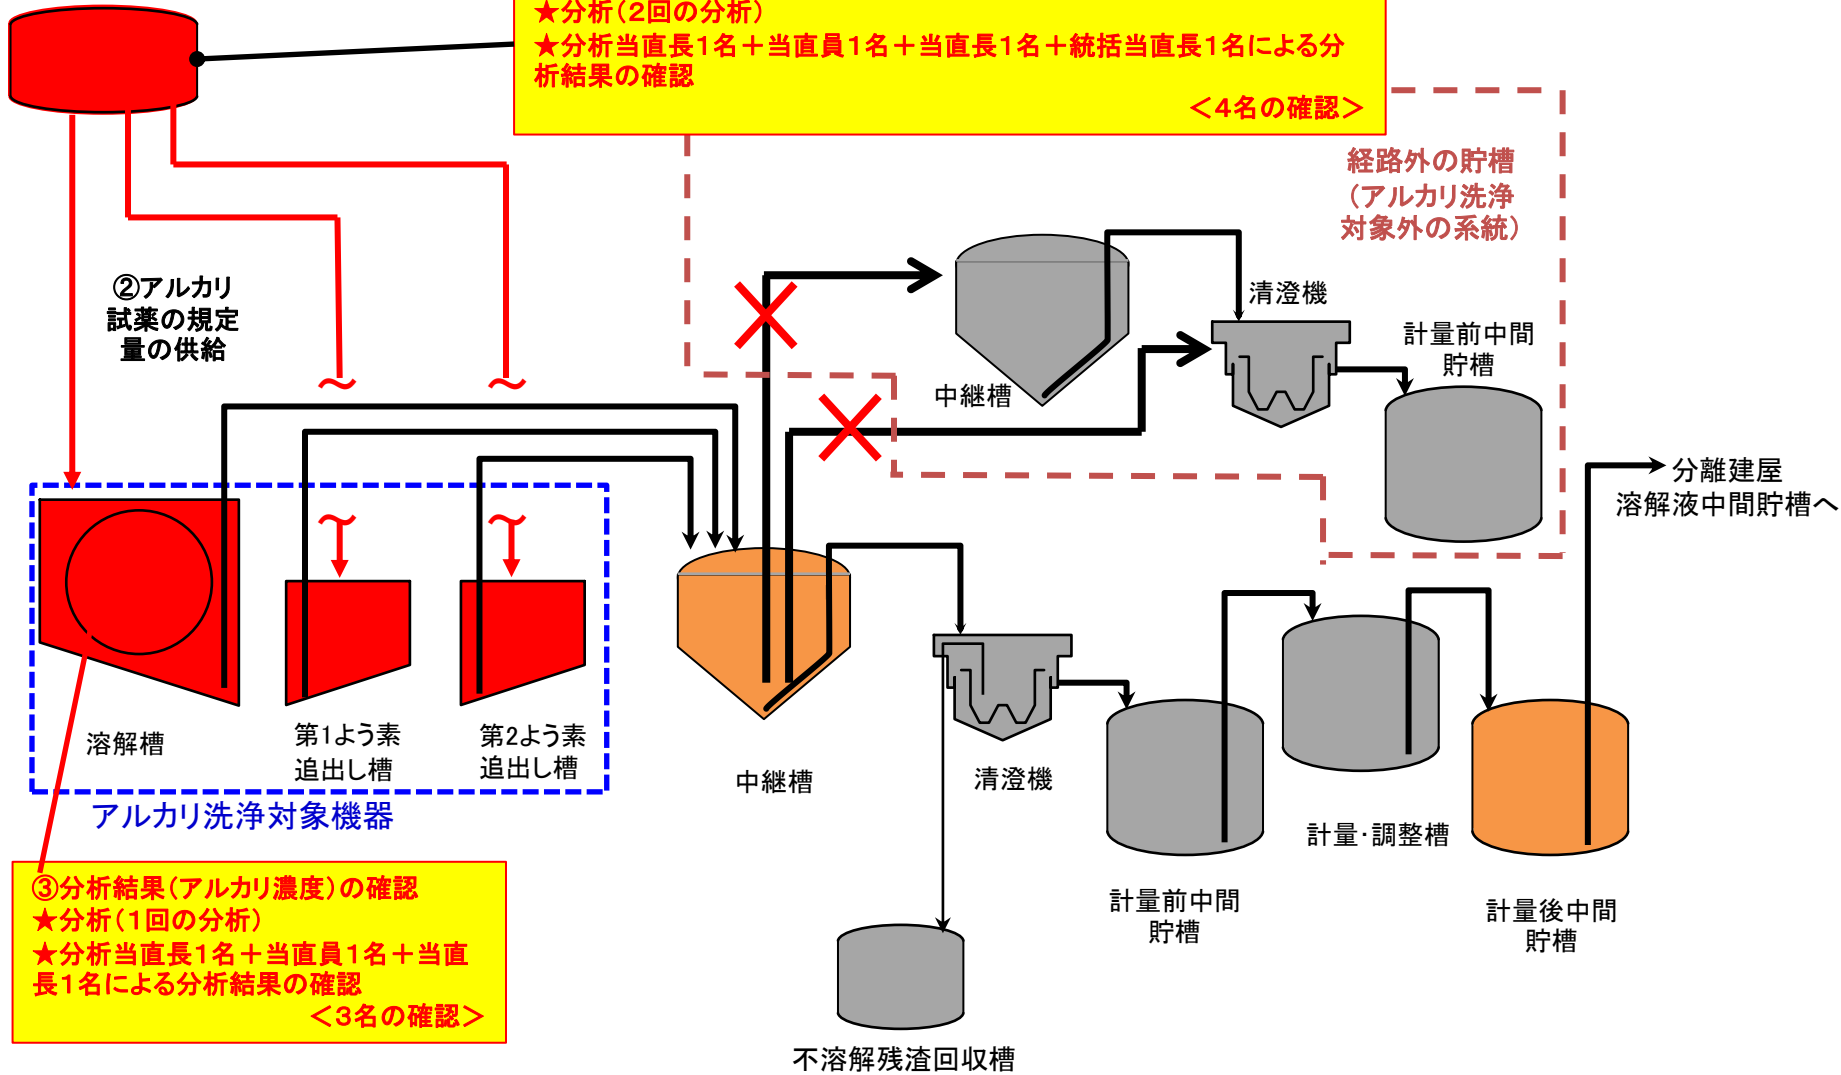 ★分析(2回の分析)
★分析当直長1名＋当直員1名＋当直長1名＋統括当直長1名による分
析結果の確認
＜4名の確認＞
経路外の貯槽
(アルカリ洗浄
対象外の系統)
②アルカリ
試薬の規定
量の供給
清澄機
計量前中間
貯槽
中継槽
分離建屋
溶解液中間貯槽へ
溶解槽
第1よう素
追出し槽
第2よう素
追出し槽
中継槽
清澄機
アルカリ洗浄対象機器
計量・調整槽
計量前中間
貯槽
計量後中間
貯槽
③分析結果(アルカリ濃度)の確認
★分析(1回の分析)
★分析当直長1名＋当直員1名＋当直
長1名による分析結果の確認
＜3名の確認＞
不溶解残渣回収槽